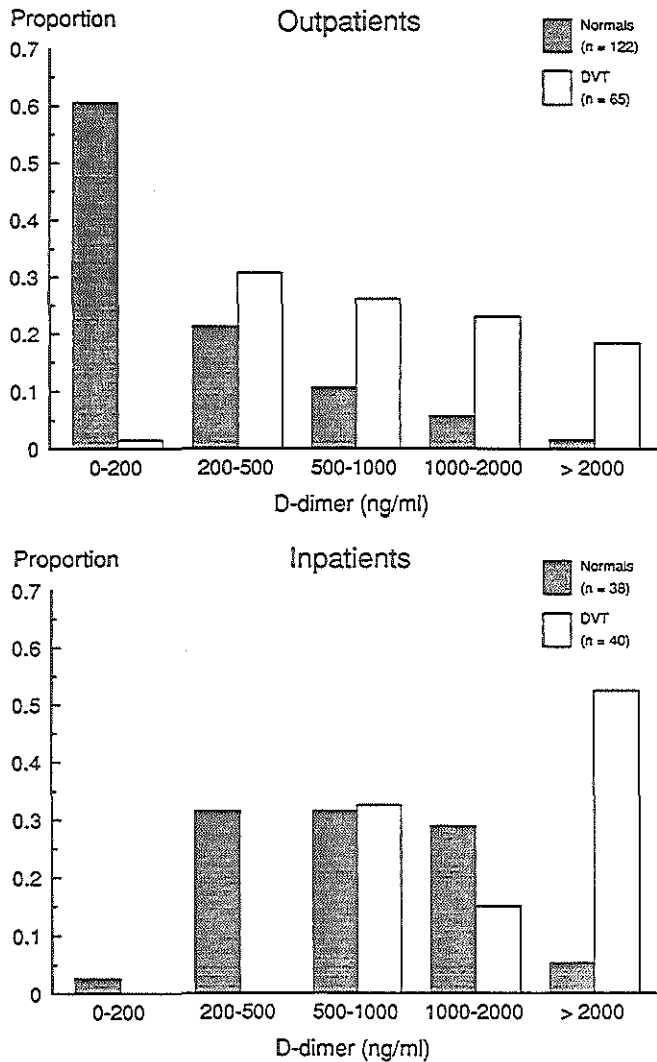 Proportion
Outpatients
Normals
(n = 122)
DVT
(n = 65)
0.7
0.6
0.5
0.4
0.3
0.2
0.1
0
0-200 200-500 500-1000 1000-2000 > 2000
D-dimer (ng/ml)
Proportion
Inpatients
Normals
(n = 38)
DVT
(n = 40)
0.7
0.6
0.5
0.4
0.3
0.2
0.1
0
0-200 200-500 500-1000 1000-2000 > 2000
D-dimer (ng/ml)